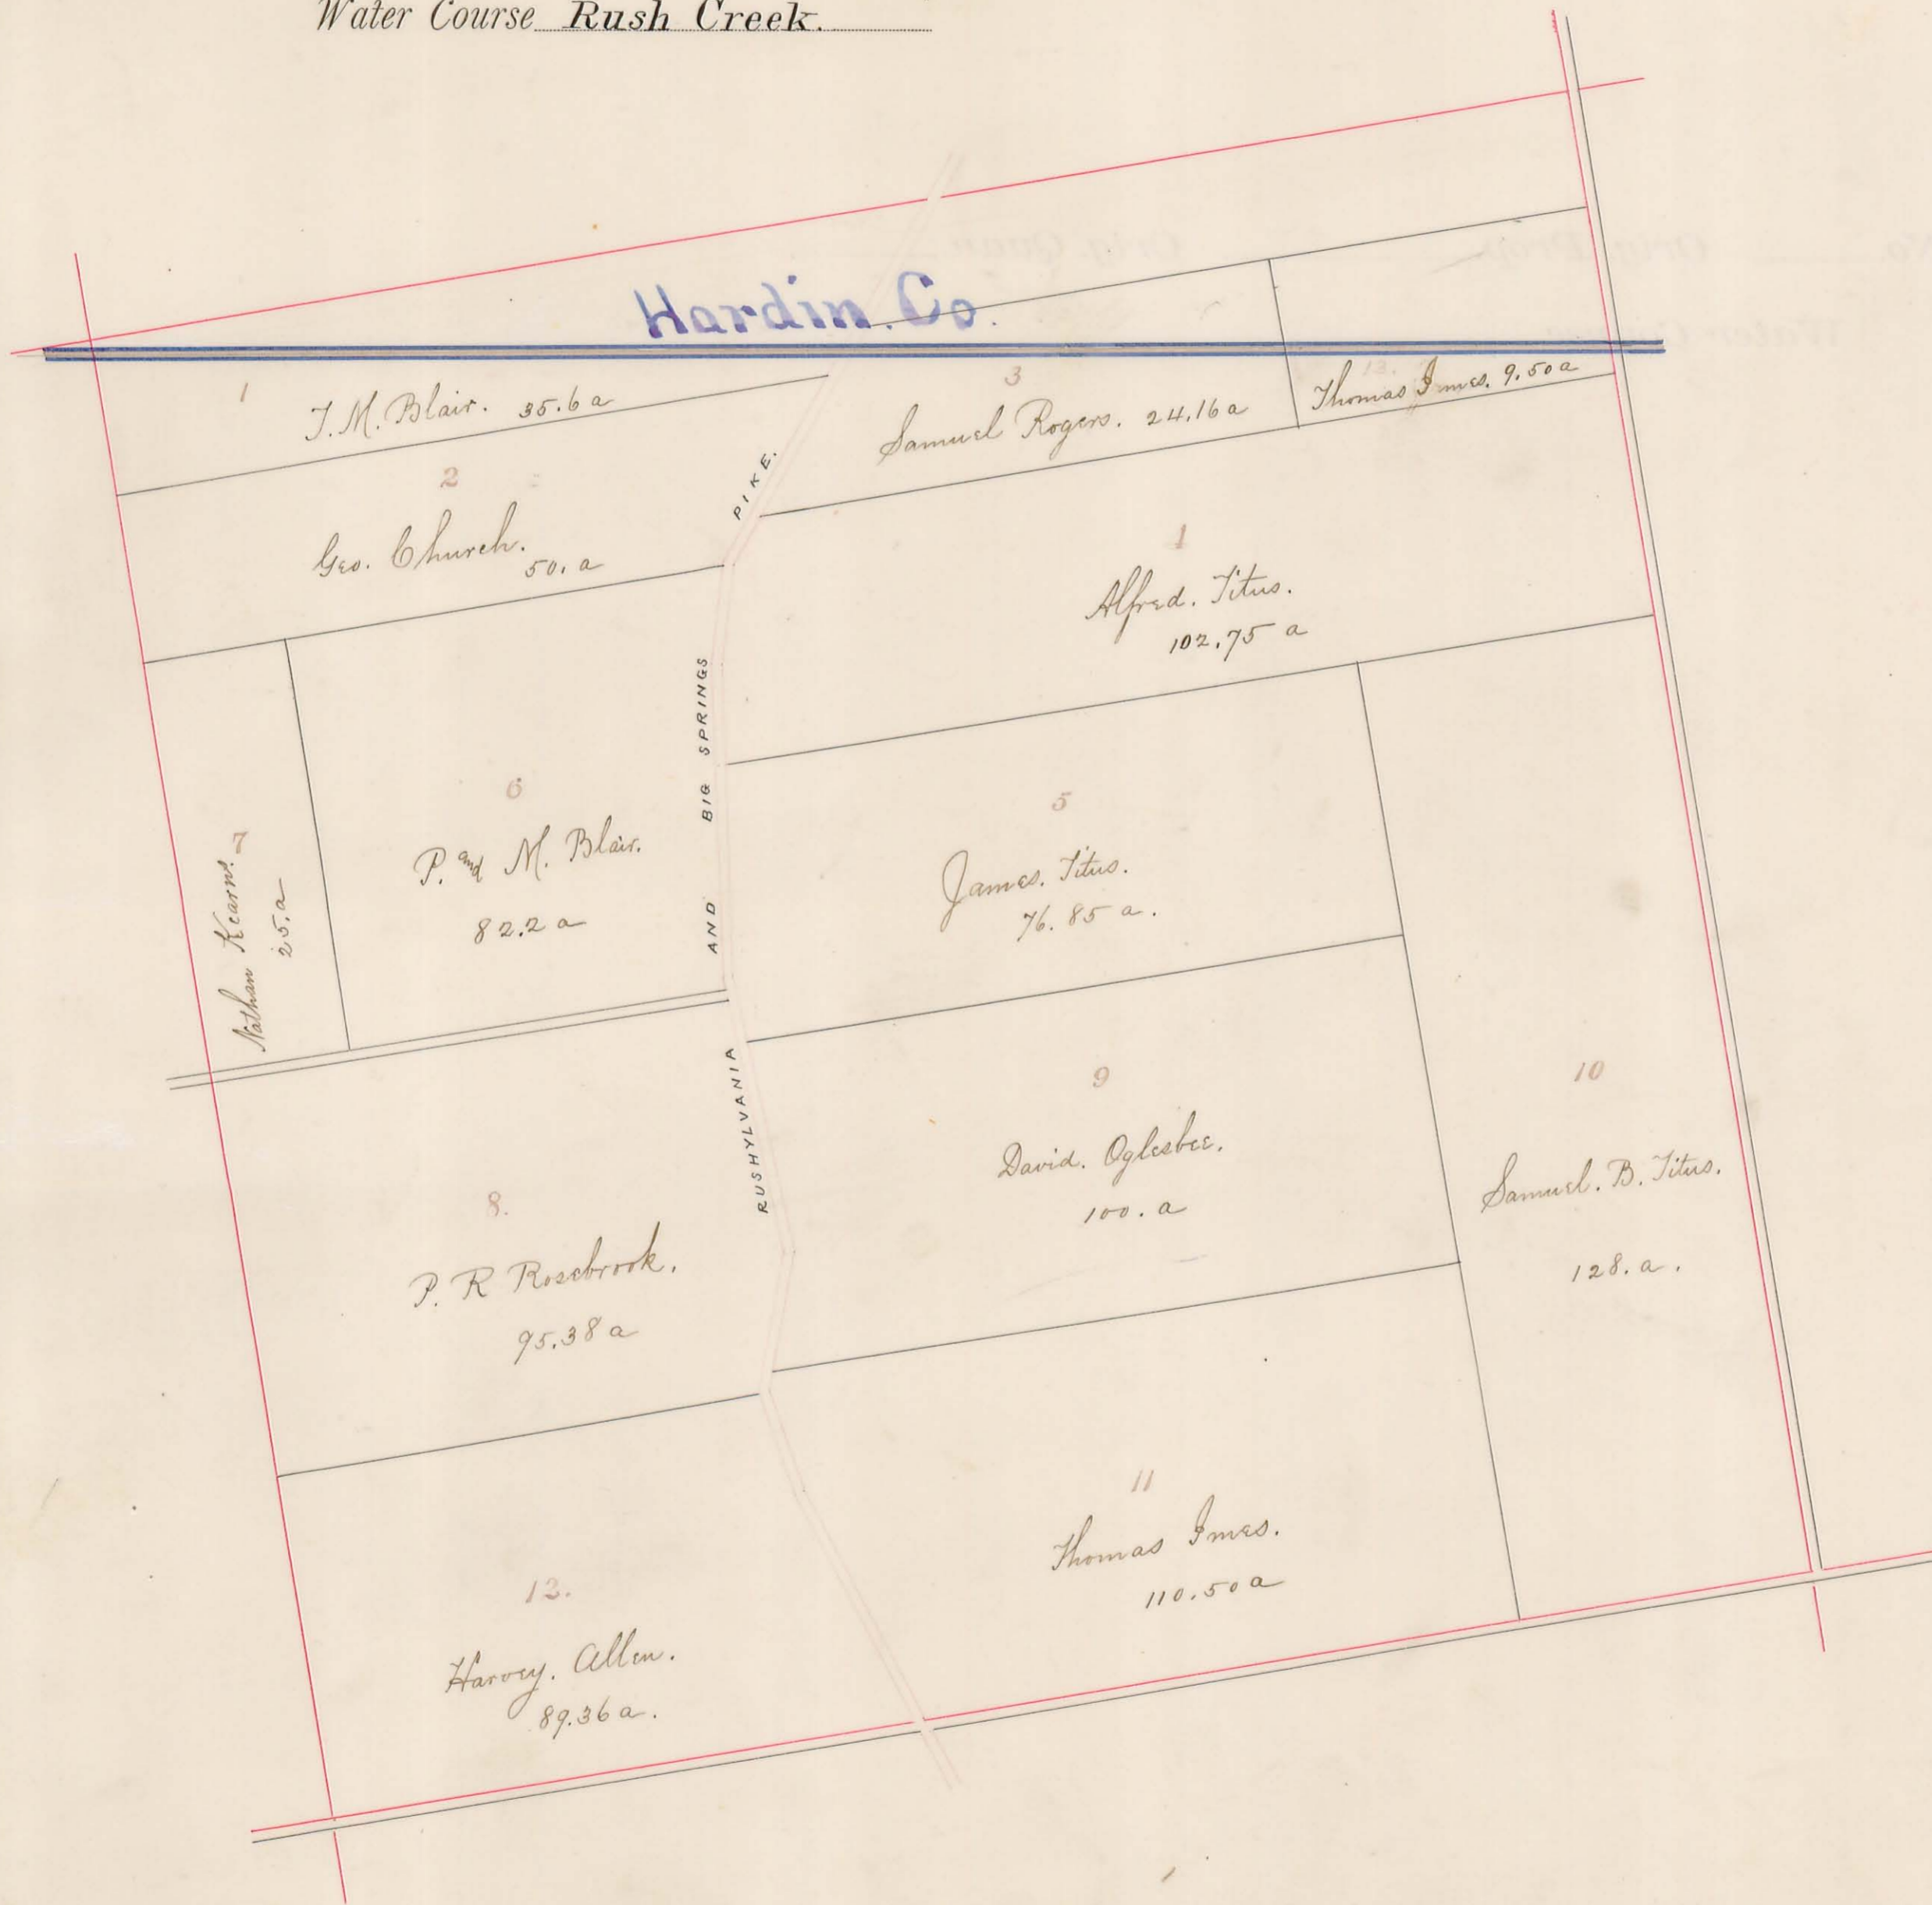 Water Course Rush Creek.
Hardin. Co.
1
J. M. Blair. 35.6 a
3
Samuel Rogers. 24.16 a
13.
Thomas Imes. 9.50 a
2
Geo. Church.
50. a
PIKE.
1
Alfred. Titus.
102.75 a
BIG SPRINGS
AND
RUSHYLVANIA
7
Nathan Kearns.
25. a
6
P. and M. Blair.
82.2 a
5
James. Titus.
76.85 a.
9
David. Oglesbee.
100. a
10
Samuel. B. Titus.
128. a.
8.
P. R Rosebrook.
95.38 a
11
Thomas Imes.
110.50 a
12.
Harvey. Allen.
89.36 a.